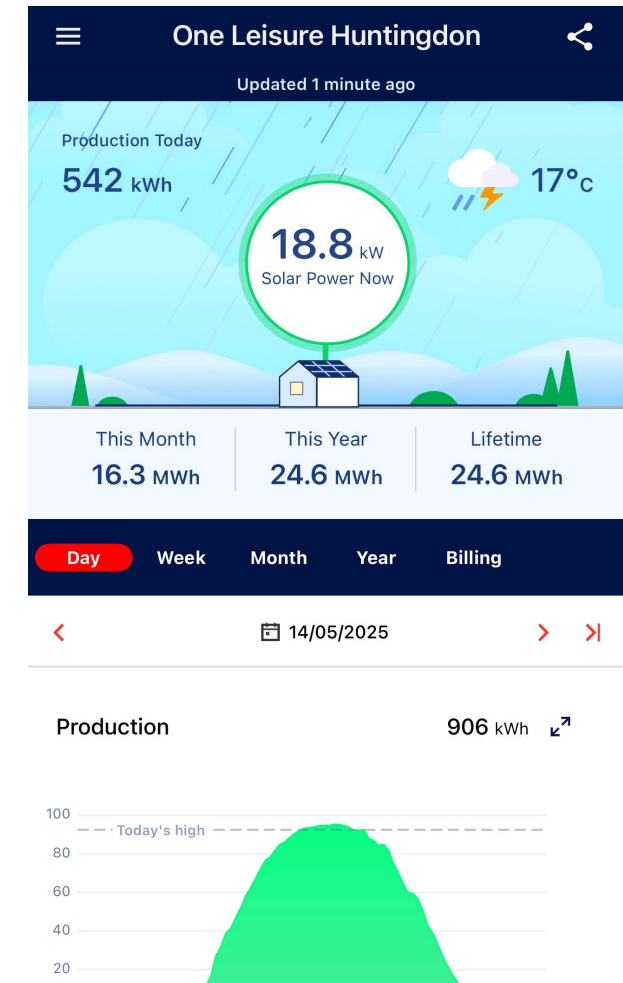 One Leisure Huntingdon
Updated 1 minute ago
Production Today
542 kWh
17°c
18.8 kW
Solar Power Now
This Month
16.3 MWh
This Year
24.6 MWh
Lifetime
24.6 MWh
Day Week Month Year Billing
14/05/2025
Production 906 kWh
100
Today's high
80
60
40
20